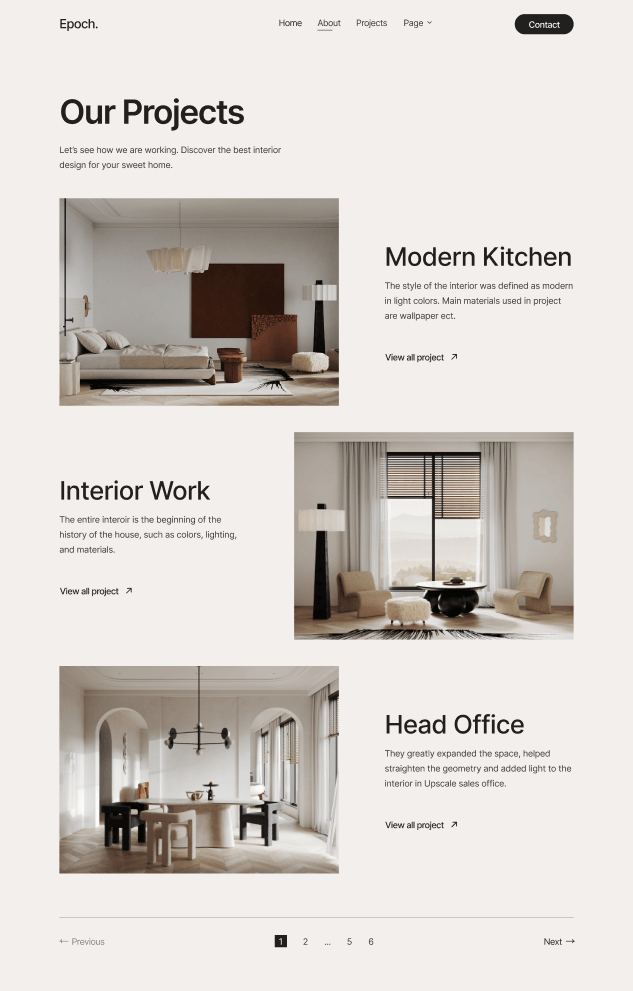 Epoch.
Home About Projects Page
Contact
Our Projects
Let's see how we are working. Discover the best interior
design for your sweet home.
Modern Kitchen
The style of the interior was defined as modern
in light colors. Main materials used in project
are wallpaper ect.
View all project
Interior Work
The entire interoir is the beginning of the
history of the house, such as colors, lighting,
and materials.
View all project
Head Office
They greatly expanded the space, helped
straighten the geometry and added light to the
interior in Upscale sales office.
View all project
← Previous
1 2 ... 5 6
Next →